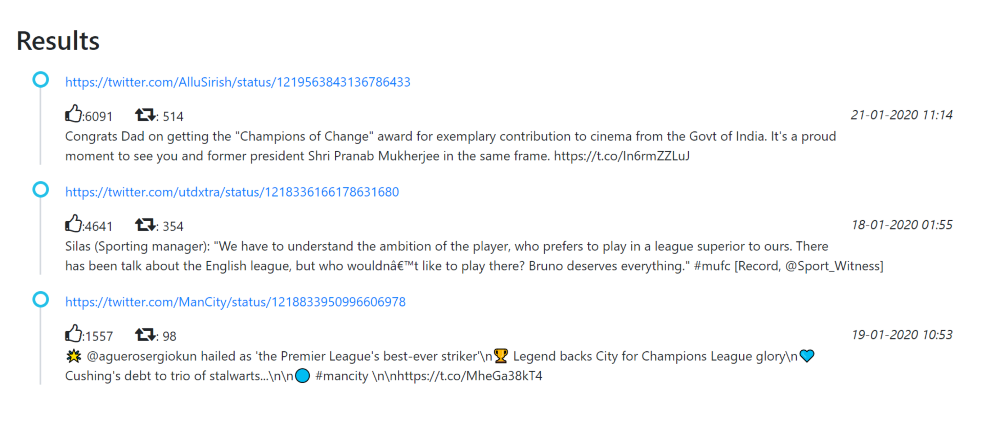 Results
https://twitter.com/AlluSirish/status/1219563843136786433
:6091 : 514 21-01-2020 11:14
Congrats Dad on getting the "Champions of Change" award for exemplary contribution to cinema from the Govt of India. It's a proud
moment to see you and former president Shri Pranab Mukherjee in the same frame. https://t.co/In6rmZZLuJ
https://twitter.com/utdxtra/status/1218336166178631680
:4641 : 354 18-01-2020 01:55
Silas (Sporting manager): "We have to understand the ambition of the player, who prefers to play in a league superior to ours. There
has been talk about the English league, but who wouldnâ€™t like to play there? Bruno deserves everything." #mufc [Record, @Sport_Witness]
https://twitter.com/ManCity/status/1218833950996606978
:1557 : 98 19-01-2020 10:53
🌟 @aguerosergiokun hailed as 'the Premier League's best-ever striker'\n🏆 Legend backs City for Champions League glory\n💙
Cushing's debt to trio of stalwarts...\n\n🔵 #mancity \n\nhttps://t.co/MheGa38kT4